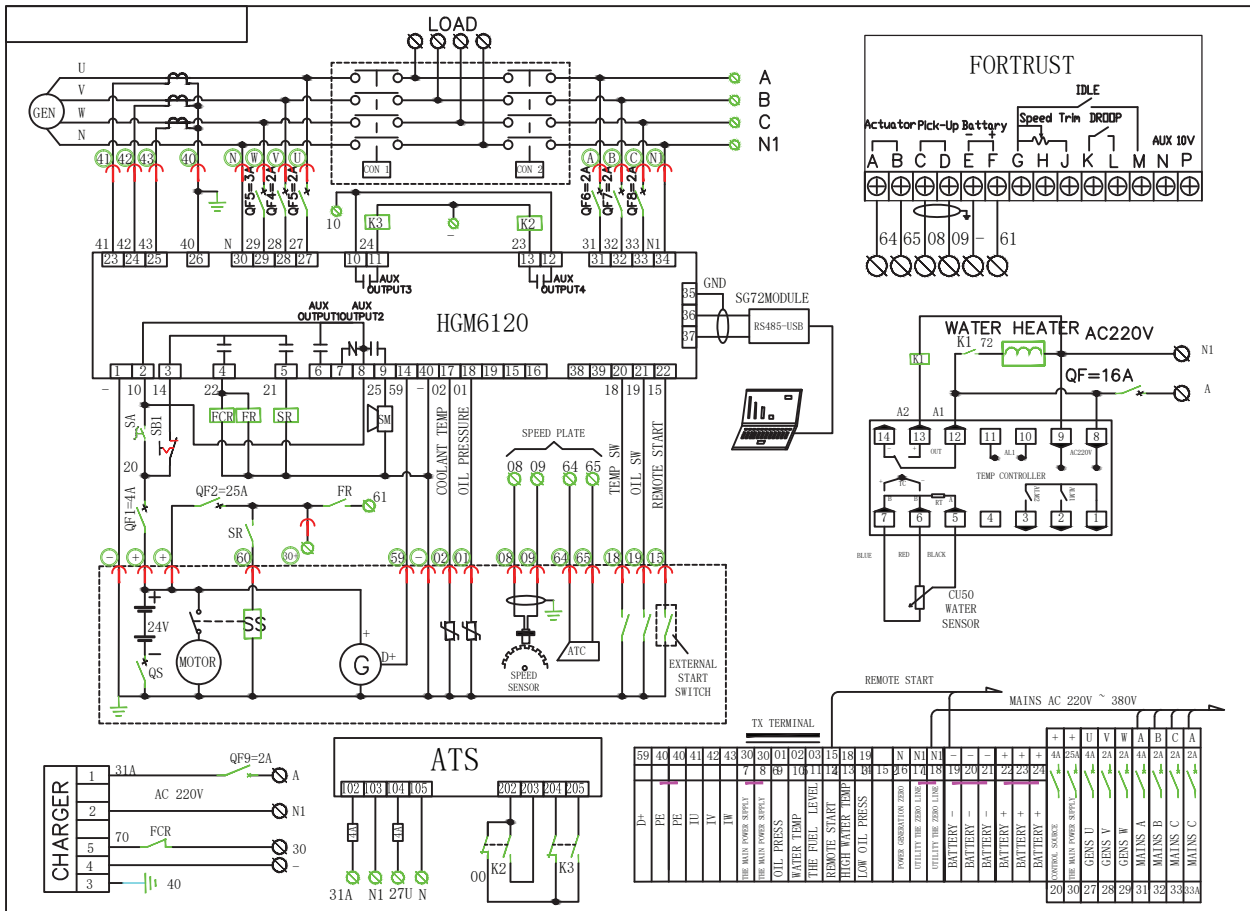 LOAD
U
V
W
N
GEN
A
B
C
N1
CON 1
CON 2
41 42 43 40 N W V U A B C N1
QF5=3A
QF4=2A
QF5=2A
QF6=2A
QF7=2A
QF8=2A
10
K3
-
K2
41 42 43 40 N 29 28 27 24 23 31 32 33 N1
23 24 25 26 30 29 28 27 10 11 13 12 31 32 33 34
AUX
OUTPUT3
AUX
OUTPUT4
HGM6120
AUX
OUTPUT1
AUX
OUTPUT2
N
35
36
37
GND
SG72MODULE
RS485-USB
1 2 3 4 5 6 7 8 9 14 40 17 18 19 15 16 38 39 20 21 22
- 10 14 22 21 25 59 - 02 01 18 19 15
SA
SB1
FCR
FR
SR
SM
COOLANT TEMP
OIL PRESSURE
SPEED PLATE
08 09 64 65
TEMP SW
OIL SW
REMOTE START
20
QF1=4A
QF2=25A
FR
61
SR
- + + 60 30+ 59 - 02 01 08 09 64 65 18 19 15
+
24V
-
QS
MOTOR
SS
+
G
D+
SPEED
SENSOR
ATC
EXTERNAL
START
SWITCH
FORTRUST
IDLE
Actuator Pick-Up Battery
- +
Speed Trim DROOP
AUX 10V
A B C D E F G H J K L M N P
64 65 08 09 - 61
WATER HEATER AC220V
K1
K1 72
N1
QF=16A
A
A2 A1
14 13 12 11 10 9 8
- +
OUT
AL1
AC220V
TEMP CONTROLLER
+ TC -
B B RT A
ALM2
ALM1
7 6 5 4 3 2 1
BLUE RED BLACK
CU50
WATER
SENSOR
REMOTE START
MAINS AC 220V ~ 380V
TX TERMINAL
CHARGER
1 31A QF9=2A A
AC 220V
2 N1
5 70 FCR 30
4 -
3 40
ATS
102 103 104 105 202 203 204 205
4A 4A
31A N1 27U N
00
K2 K3
59 40 40 41 42 43 30 30 01 02 03 15 18 19 N N1 N1 - - - + + +
7 8 9 10 11 12 13 14 15 16 17 18 19 20 21 22 23 24
D+
PE
PE
IU
IV
IW
THE MAIN POWER SUPPLY
THE MAIN POWER SUPPLY
OIL PRESS
WATER TEMP
THE FUEL LEVEL
REMOTE START
HIGH WATER TEMP
LOW OIL PRESS
POWER GENERATION ZERO
UTILITY THE ZERO LINE
UTILITY THE ZERO LINE
BATTERY -
BATTERY -
BATTERY -
BATTERY +
BATTERY +
BATTERY +
+ + U V W A B C A
4A 25A 4A 2A 2A 4A 2A 2A 2A
CONTROL SOURCE
THE MAIN POWER SUPPLY
GENS U
GENS V
GENS W
MAINS A
MAINS B
MAINS C
MAINS C
20 30 27 28 29 31 32 33 33A